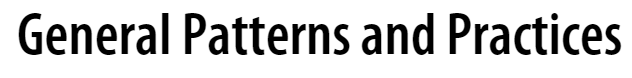 General Patterns and Practices